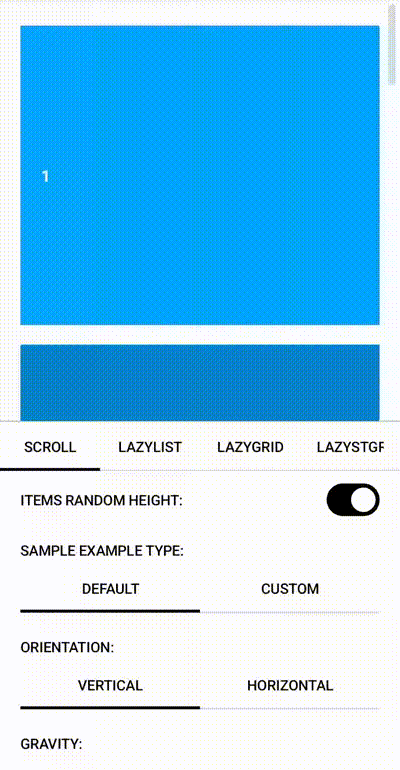 1
SCROLL LAZYLIST LAZYGRID LAZYSTGR
ITEMS RANDOM HEIGHT:
SAMPLE EXAMPLE TYPE:
DEFAULT CUSTOM
ORIENTATION:
VERTICAL HORIZONTAL
GRAVITY: